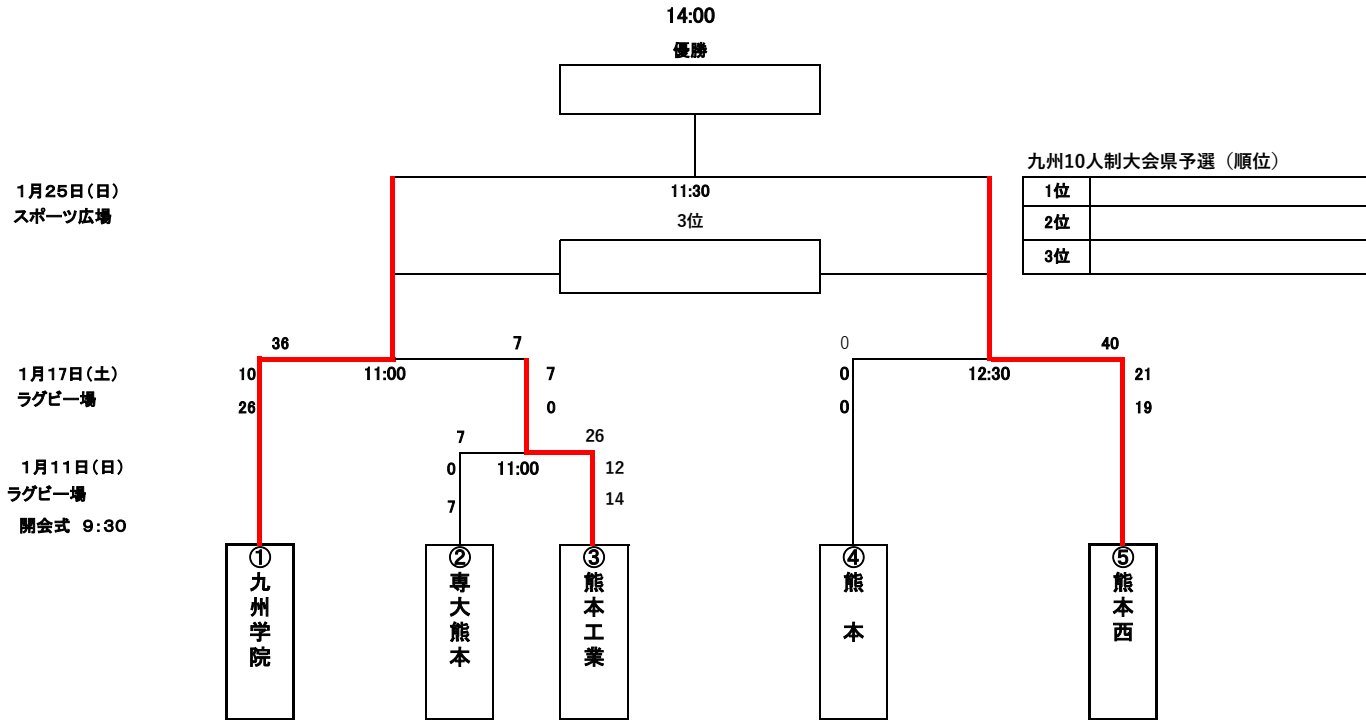 14:00
優勝
九州10人制大会県予選（順位）
1月25日（日）
スポーツ広場
11:30
3位
1位
2位
3位
36
7
0
40
1月17日（土）
ラグビー場
10
11:00
7
0
12:30
21
26
0
0
19
7
26
1月11日（日）
0
11:00
12
ラグビー場
7
14
開会式 9:30
①九州学院
②専大熊本
③熊本工業
④熊 本
⑤熊本西